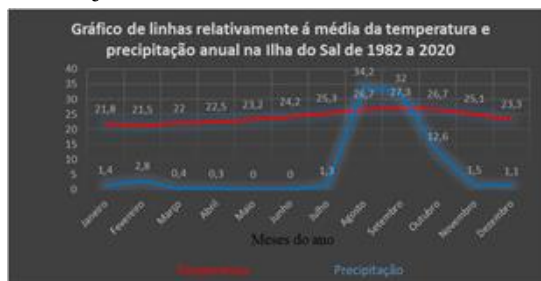 Gráfico de linhas relativamente á média da temperatura e
precipitação anual na Ilha do Sal de 1982 a 2020
40
35
30
25
20
15
10
5
0
21,8 21,5 22 22,5 23,2 24,2 25,3 26,7 27,3 26,7 25,1 23,3
1,4 2,8 0,4 0,3 0 0 1,3 34,2 32 12,6 1,5 1,1
Janeiro Fevereiro Março Abril Maio Junho Julho Agosto Setembro Outubro Novembro Dezembro
Meses do ano
Temperatura Precipitação